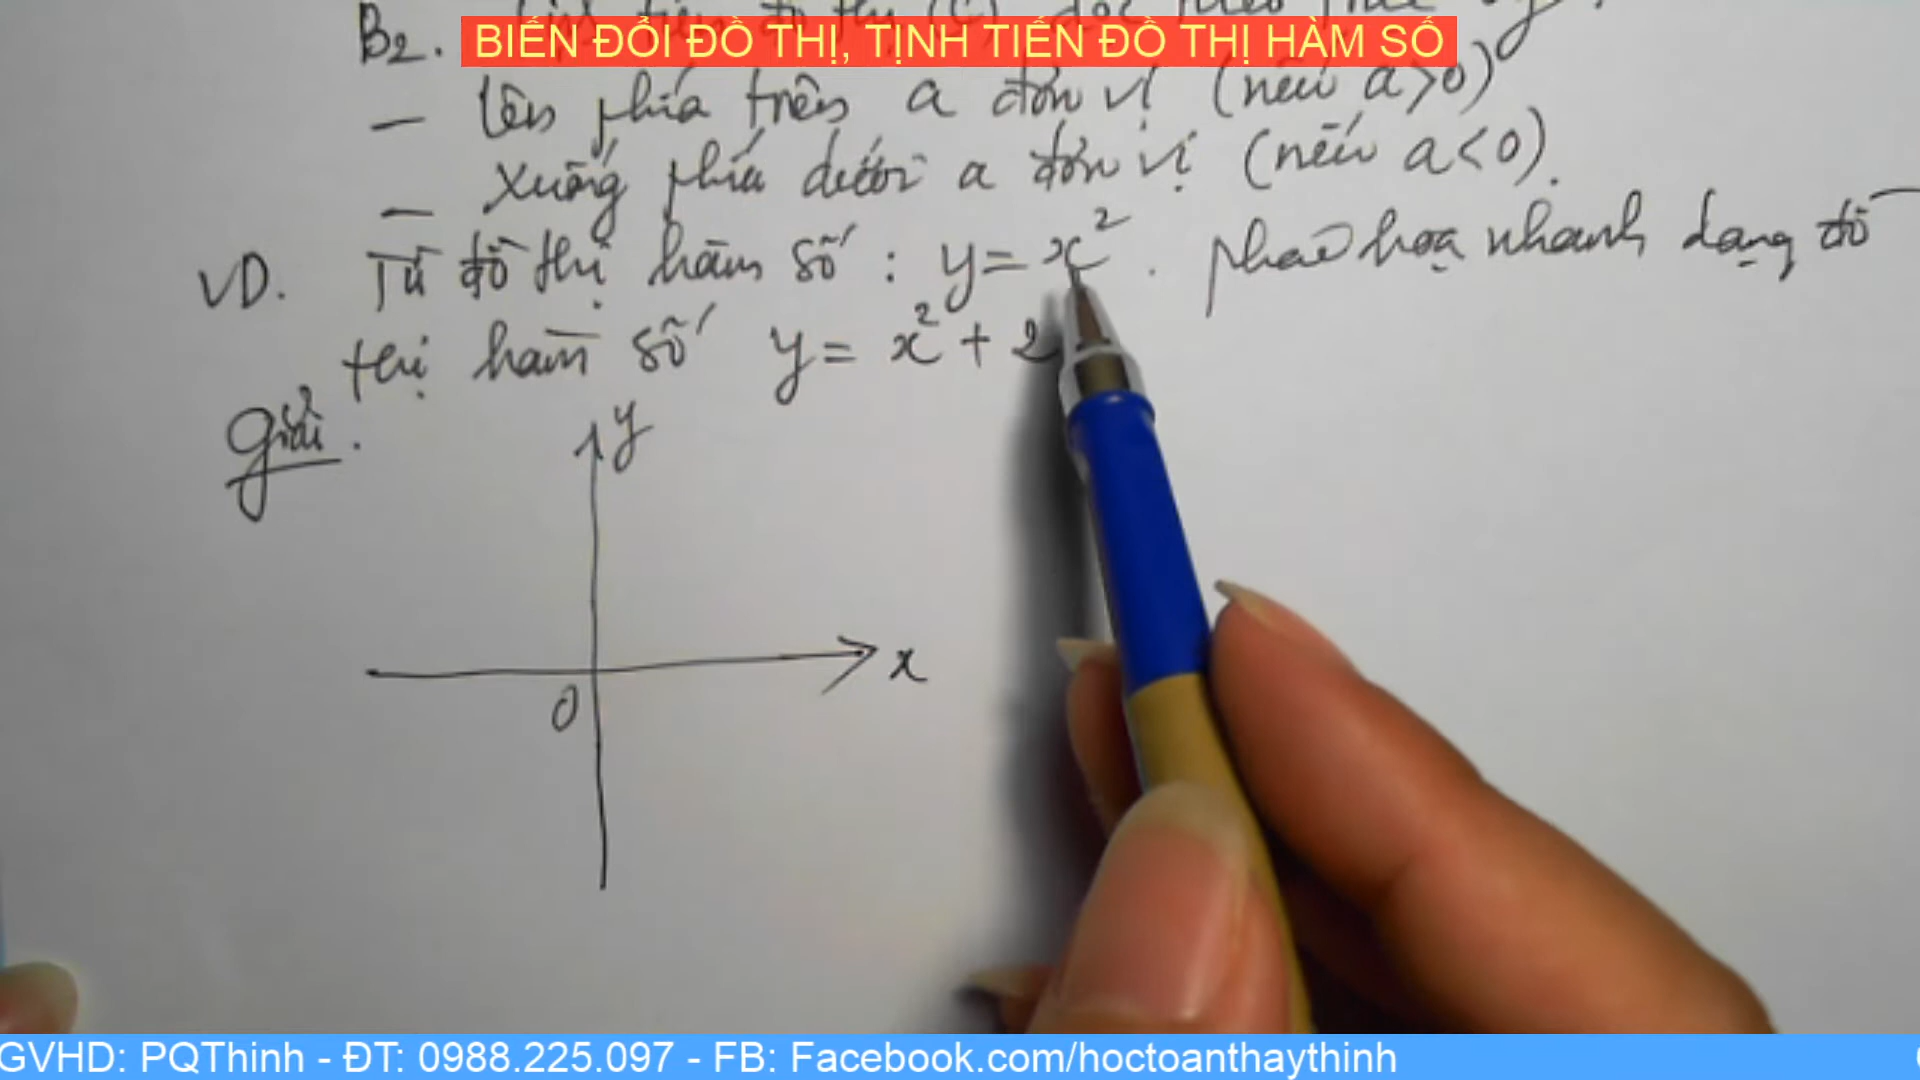 BIẾN ĐỔI ĐỒ THỊ, TỊNH TIẾN ĐỒ THỊ HÀM SỐ
B2. (C)
- lên phía trên a đơn vị (nếu a>0)
- xuống phía dưới a đơn vị (nếu a<0).
VD. Từ đồ thị hàm số : y = x². phác họa nhanh dạng đồ
thị hàm số y = x² + 2
Giải.
y
x
O
GVHD: PQThinh - ĐT: 0988.225.097 - FB: Facebook.com/hoctoanthaythinh